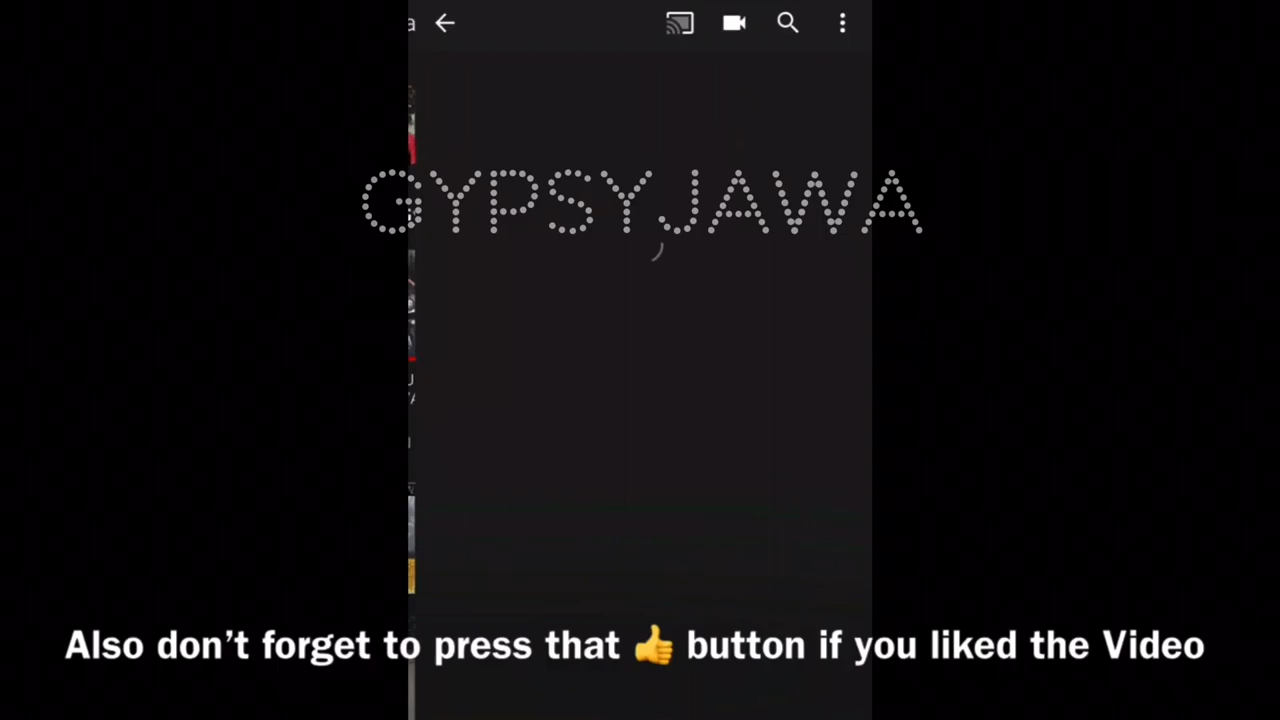 a
GYPSYJAWA
Also don’t forget to press that 👍 button if you liked the Video